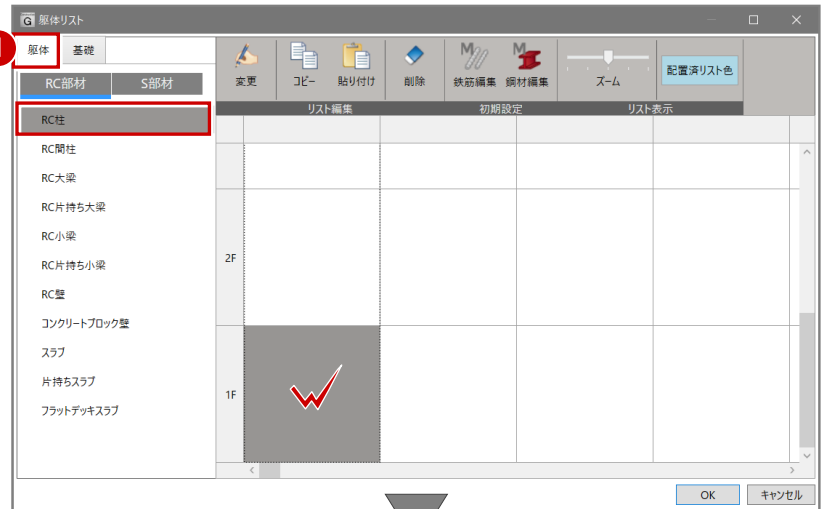 G 躯体リスト
躯体 基礎
RC部材 S部材
変更 コピー 貼り付け 削除 鉄筋編集 鋼材編集 ズーム 配置済リスト色
リスト編集 初期設定 リスト表示
RC柱
RC間柱
RC大梁
RC片持ち大梁
RC小梁
RC片持ち小梁
RC壁
コンクリートブロック壁
スラブ
片持ちスラブ
フラットデッキスラブ
2F
1F
OK キャンセル